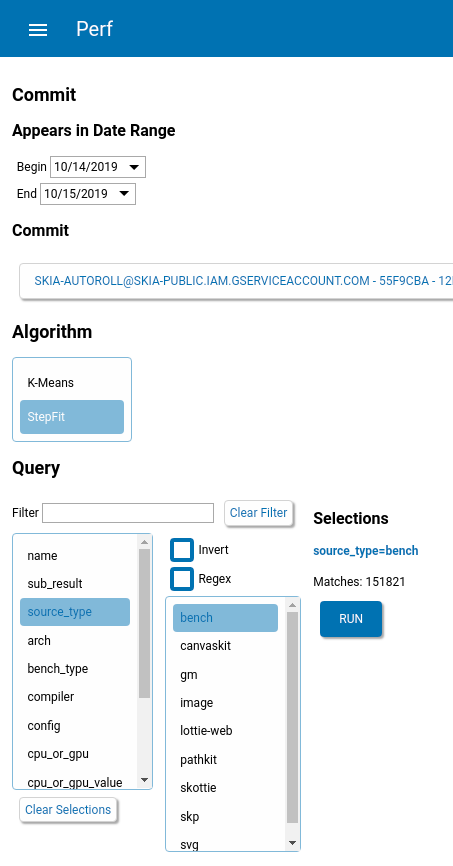 Perf
Commit
Appears in Date Range
Begin 10/14/2019
End 10/15/2019
Commit
SKIA-AUTOROLL@SKIA-PUBLIC.IAM.GSERVICEACCOUNT.COM - 55F9CBA -
Algorithm
K-Means
StepFit
Query
Filter
Clear Filter
name
sub_result
source_type
arch
bench_type
compiler
config
cpu_or_gpu
cpu_or_gpu_value
Clear Selections
Invert
Regex
bench
canvaskit
gm
image
lottie-web
pathkit
skottie
skp
svg
Selections
source_type=bench
Matches: 151821
RUN